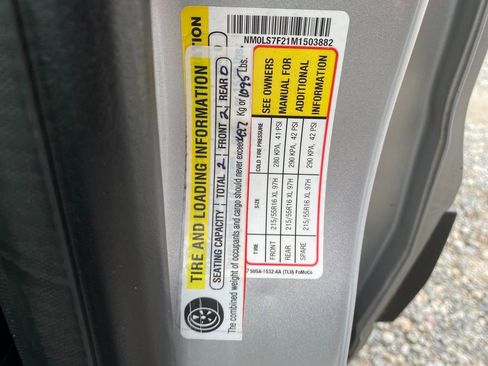 TION
TIRE AND LOADING INFORMATION
SEATING CAPACITY TOTAL 2 FRONT 2 REAR 0
The combined weight of occupants and cargo should never exceed 497 Kg or 1095 Lbs.
NM0LS7F21M1503882
TIRE SIZE COLD TIRE PRESSURE
FRONT 215/55R16 XL 97H 280 KPA, 41 PSI
REAR 215/55R16 XL 97H 290 KPA, 42 PSI
SPARE 215/55R16 XL 97H 290 KPA, 42 PSI
SEE OWNERS
MANUAL FOR
ADDITIONAL
INFORMATION
7S0SA-1532-AA (TLU) FoMoCo